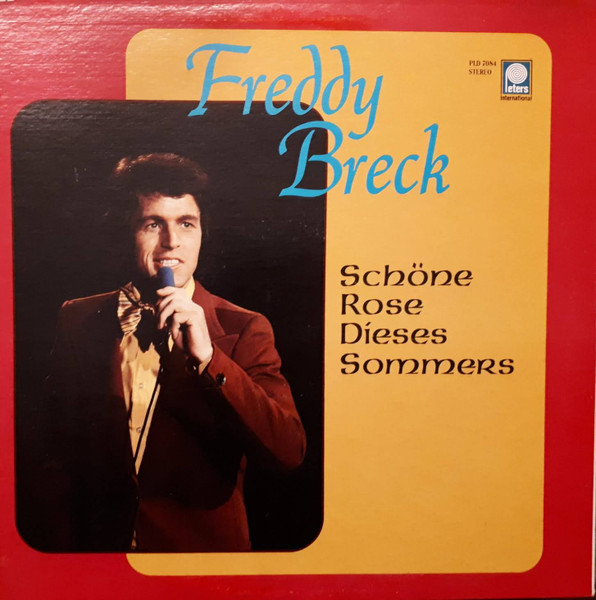 Freddy
Breck
PLD 7084
STEREO
Peters
international
Schöne
Rose
Dieses
Sommers